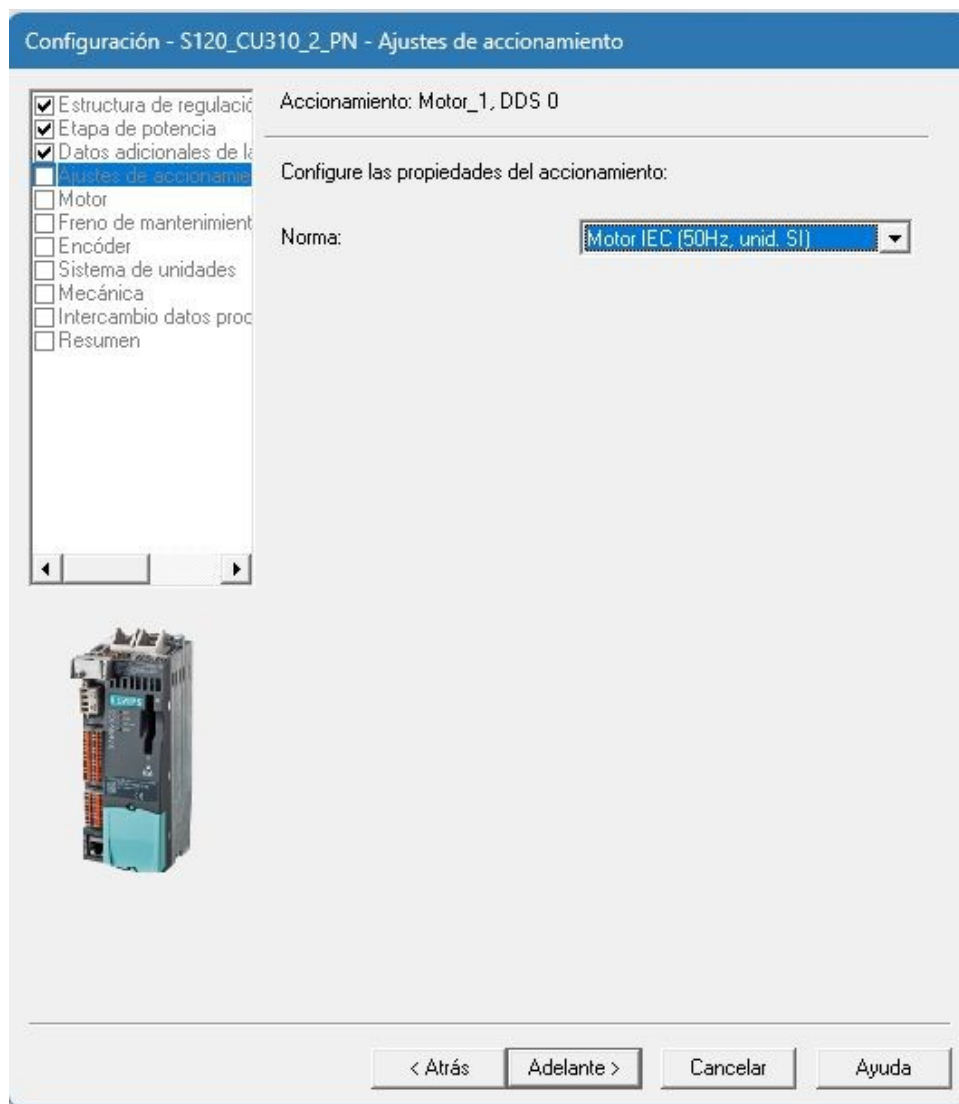 Configuración - S120_CU310_2_PN - Ajustes de accionamiento
Estructura de regulació
Etapa de potencia
Datos adicionales de la
Ajustes de accionamie
Motor
Freno de mantenimient
Encóder
Sistema de unidades
Mecánica
Intercambio datos proc
Resumen
Accionamiento: Motor_1, DDS 0
Configure las propiedades del accionamiento:
Norma:
Motor IEC (50Hz, unid. SI)
SIEMENS
< Atrás
Adelante >
Cancelar
Ayuda